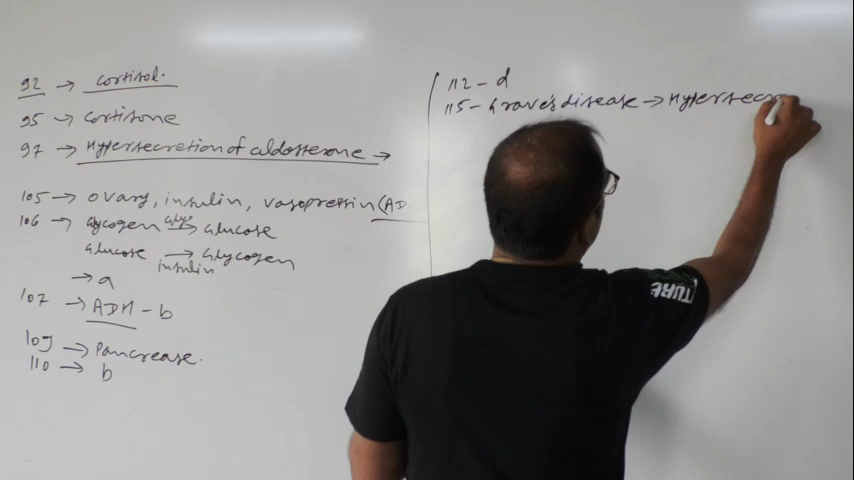 92 → Cortisol.
95 → Cortisone
97 → Hypersecretion of aldosterone →
105 → Ovary, insulin, vasopressin (AD
106 → Glycogen → Glucose
Glucose → Glycogen
insulin
→ a
107 → ADH - b
109 → Pancrease.
110 → b
112 - d
115 - Grave's disease → Hypersecre
TURE